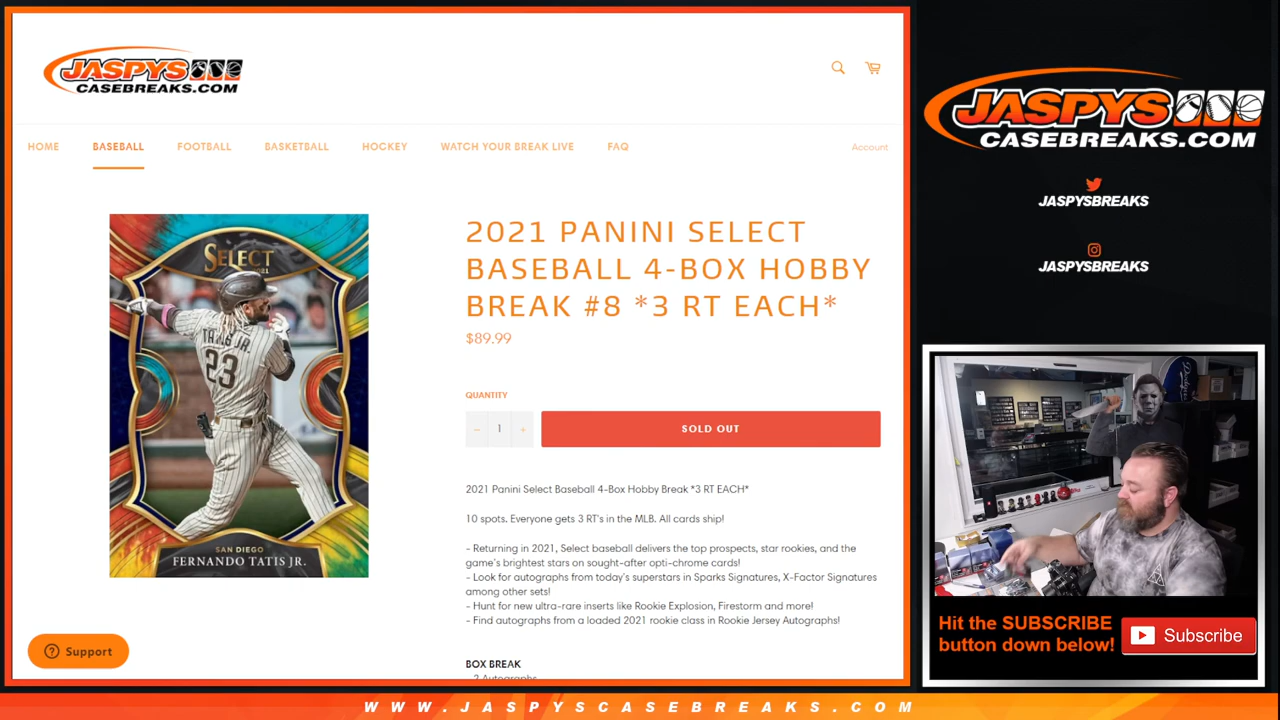 JASPYS
CASEBREAKS.COM
HOME
BASEBALL
FOOTBALL
BASKETBALL
HOCKEY
WATCH YOUR BREAK LIVE
FAQ
Account
SELECT
2021
TATIS JR.
23
SAN DIEGO
FERNANDO TATIS JR.
2021 PANINI SELECT
BASEBALL 4-BOX HOBBY
BREAK #8 *3 RT EACH*
$89.99
QUANTITY
− 1 +
SOLD OUT
2021 Panini Select Baseball 4-Box Hobby Break *3 RT EACH*
10 spots. Everyone gets 3 RT's in the MLB. All cards ship!
- Returning in 2021, Select baseball delivers the top prospects, star rookies, and the
game's brightest stars on sought-after opti-chrome cards!
- Look for autographs from today's superstars in Sparks Signatures, X-Factor Signatures
among other sets!
- Hunt for new ultra-rare inserts like Rookie Explosion, Firestorm and more!
- Find autographs from a loaded 2021 rookie class in Rookie Jersey Autographs!
BOX BREAK
- 2 Autographs
Support
JASPYS
CASEBREAKS.COM
JASPYSBREAKS
JASPYSBREAKS
Dodgers
Hit the SUBSCRIBE
button down below!
Subscribe
WWW.JASPYSCASEBREAKS.COM